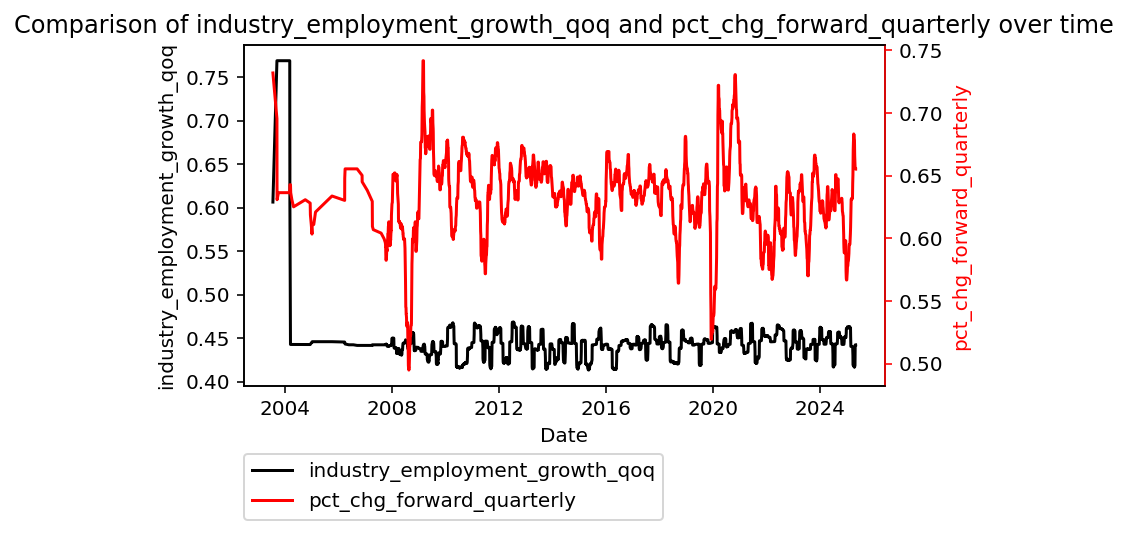 Comparison of industry_employment_growth_qoq and pct_chg_forward_quarterly over time
industry_employment_growth_qoq
0.75
0.70
0.65
0.60
0.55
0.50
0.45
0.40
0.75
0.70
0.65
0.60
0.55
0.50
pct_chg_forward_quarterly
2004 2008 2012 2016 2020 2024
Date
industry_employment_growth_qoq
pct_chg_forward_quarterly